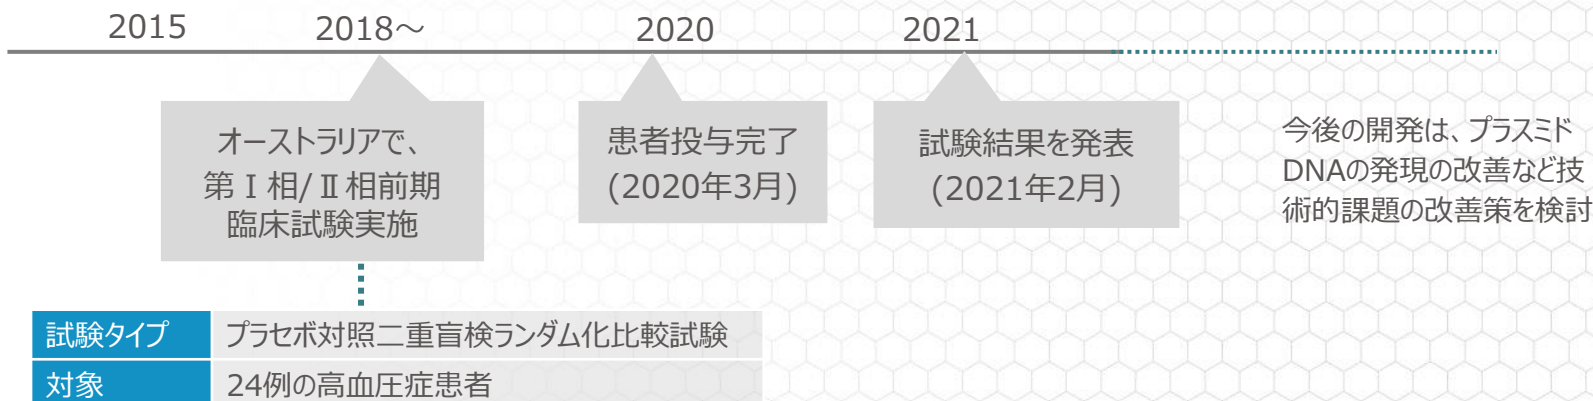 2015
2018～
2020
2021
オーストラリアで、
第Ⅰ相/Ⅱ相前期
臨床試験実施
患者投与完了
(2020年3月)
試験結果を発表
(2021年2月)
今後の開発は、プラスミド
DNAの発現の改善など技
術的課題の改善策を検討
試験タイプ
プラセボ対照二重盲検ランダム化比較試験
対象
24例の高血圧症患者